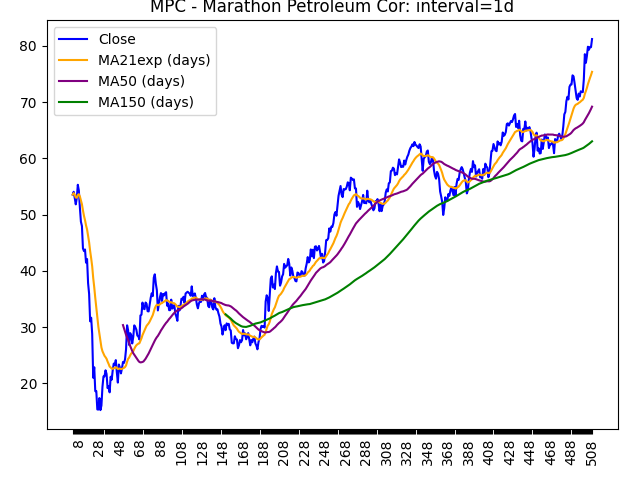 MPC - Marathon Petroleum Cor: interval=1d
Close
MA21exp (days)
MA50 (days)
MA150 (days)
80
70
60
50
40
30
20
8 28 48 68 88 108 128 148 168 188 208 228 248 268 288 308 328 348 368 388 408 428 448 468 488 508